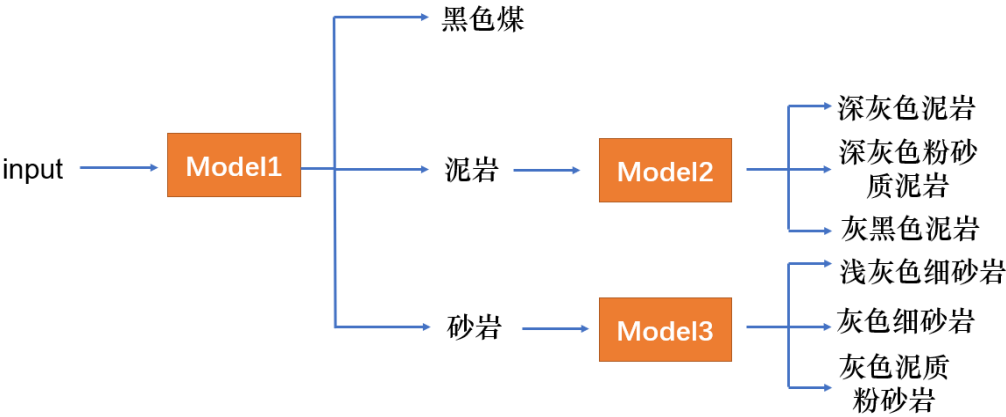 黑色煤
input
Model1
泥岩
Model2
深灰色泥岩
深灰色粉砂
质泥岩
灰黑色泥岩
砂岩
Model3
浅灰色细砂岩
灰色细砂岩
灰色泥质
粉砂岩